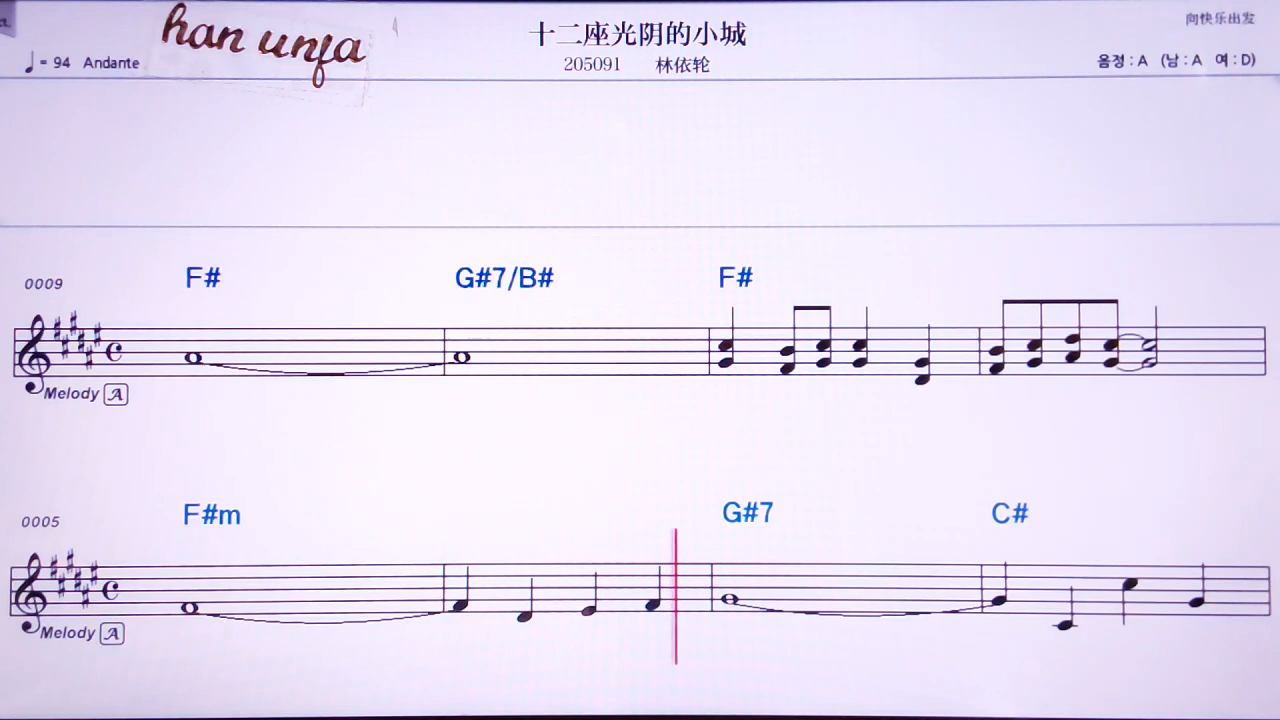 han unfa
十二座光阴的小城
向快乐出发
♩= 94 Andante
205091 林依轮
음정 : A (남 : A 여 : D)
0009
F# G#7/B# F#
Melody A
0005
F#m G#7 C#
Melody A